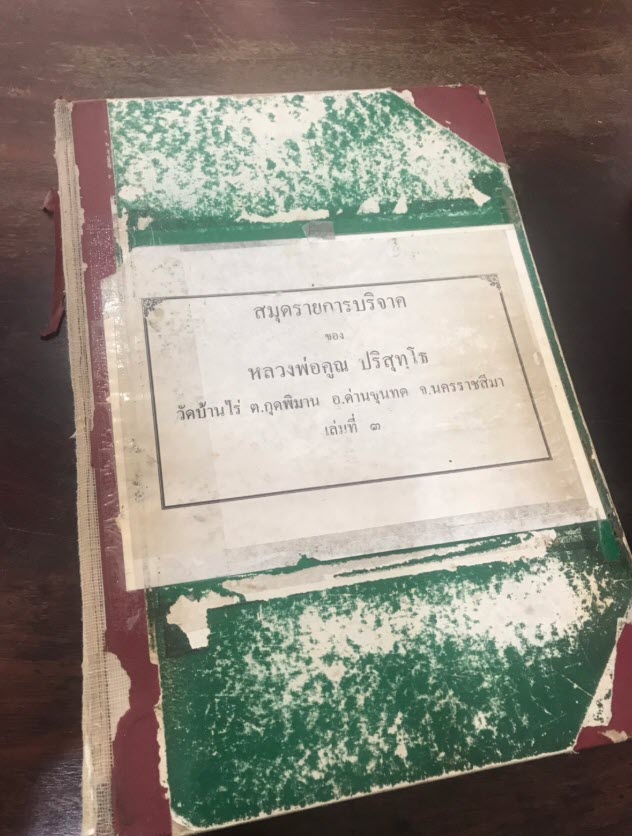 สมุดรายการบริจาค
ของ
หลวงพ่อคูณ ปริสุทฺโธ
วัดบ้านไร่ ต.กุดพิมาน อ.ด่านขุนทด จ.นครราชสีมา
เล่มที่ ๓